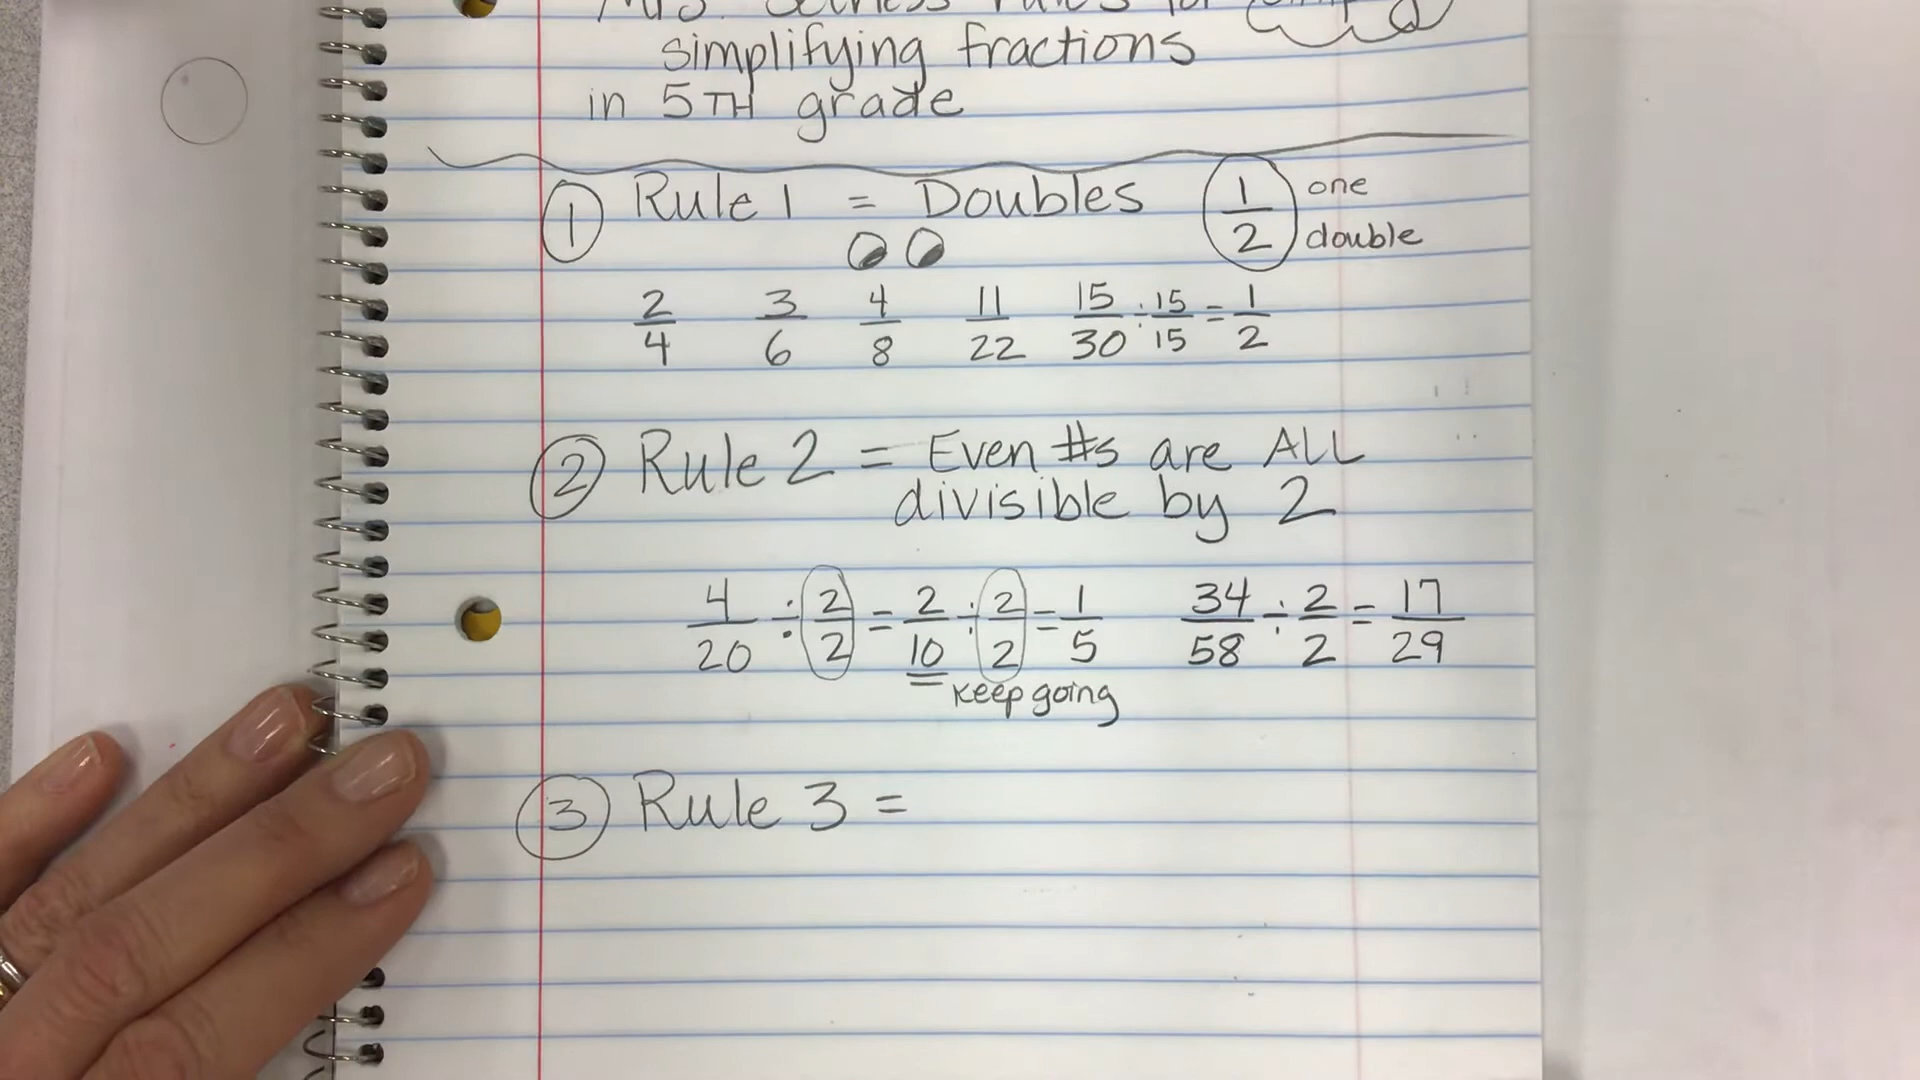 rules for
simplifying fractions
in 5TH grade
1 Rule 1 = Doubles 1/2 one double
2/4 3/6 4/8 11/22 15/30 ÷ 15/15 = 1/2
2 Rule 2 = Even #s are ALL
divisible by 2
4/20 ÷ 2/2 = 2/10 ÷ 2/2 = 1/5 34/58 ÷ 2/2 = 17/29
keep going
3 Rule 3 =